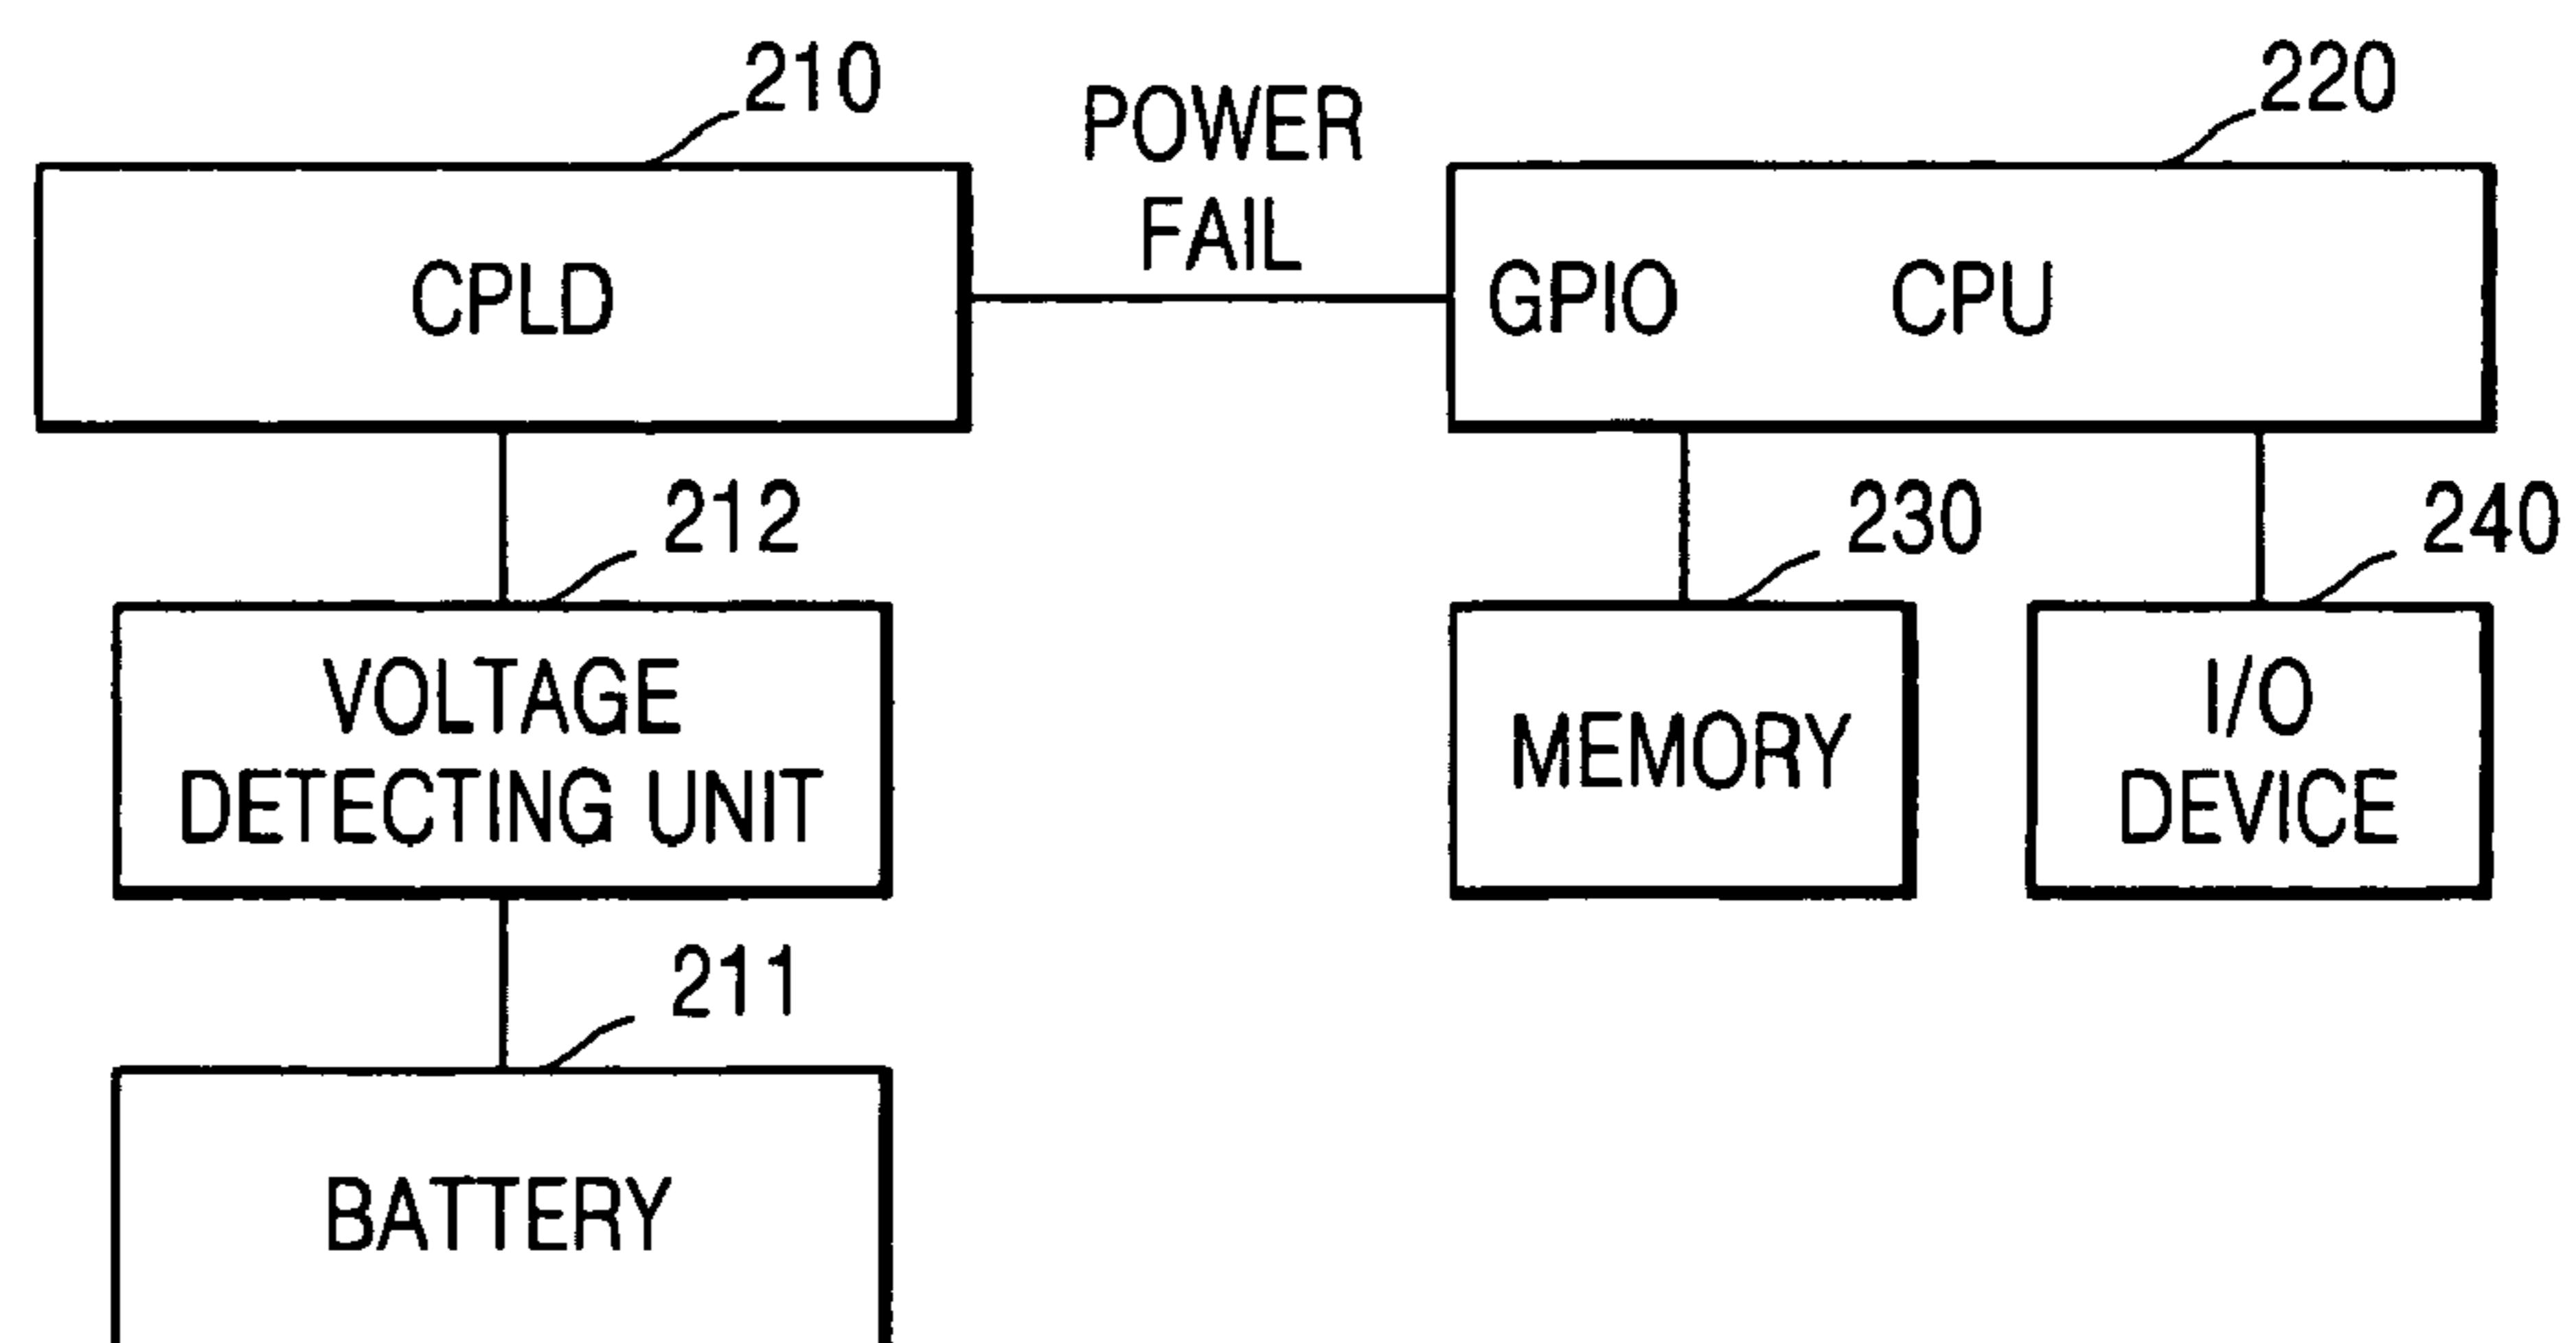 210
POWER
FAIL
220
CPLD
GPIO CPU
212
230
240
VOLTAGE
DETECTING UNIT
MEMORY
I/O
DEVICE
211
BATTERY